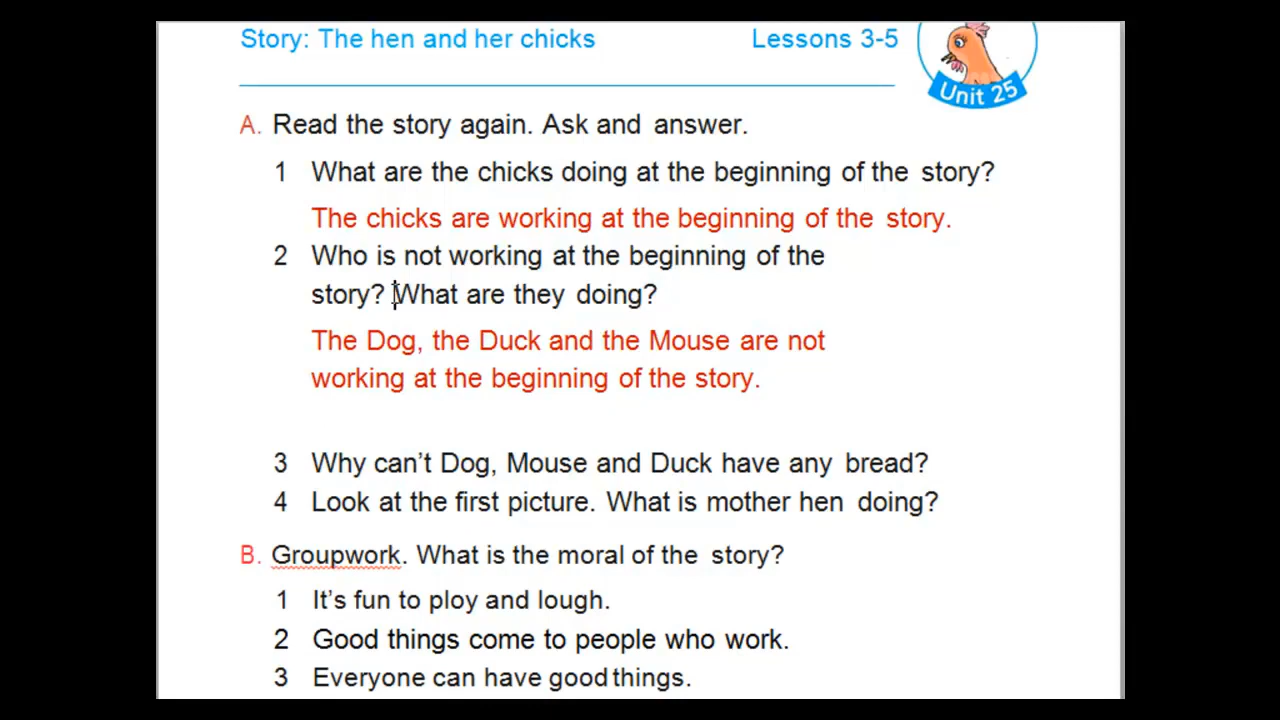 Story: The hen and her chicks Lessons 3-5
Unit 25
A. Read the story again. Ask and answer.
1 What are the chicks doing at the beginning of the story?
The chicks are working at the beginning of the story.
2 Who is not working at the beginning of the
story? What are they doing?
The Dog, the Duck and the Mouse are not
working at the beginning of the story.
3 Why can't Dog, Mouse and Duck have any bread?
4 Look at the first picture. What is mother hen doing?
B. Groupwork. What is the moral of the story?
1 It's fun to ploy and lough.
2 Good things come to people who work.
3 Everyone can have good things.